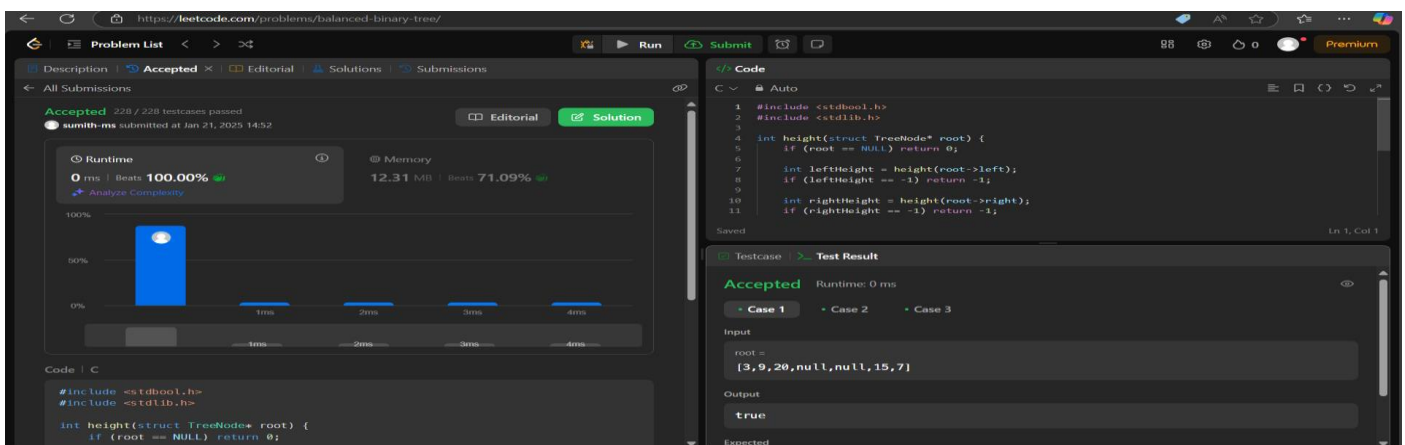 https://leetcode.com/problems/balanced-binary-tree/
Problem List
Run
Submit
0
Premium
Description
Accepted
Editorial
Solutions
Submissions
All Submissions
Accepted 228 / 228 testcases passed
sumith-ms submitted at Jan 21, 2025 14:52
Editorial
Solution
Runtime
0 ms | Beats 100.00%
Analyze Complexity
Memory
12.31 MB | Beats 71.09%
100%
50%
0%
1ms 2ms 3ms 4ms
1ms 2ms 3ms 4ms
Code | C
#include <stdbool.h>
#include <stdlib.h>
int height(struct TreeNode* root) {
if (root == NULL) return 0;
</> Code
C Auto
1 #include <stdbool.h>
2 #include <stdlib.h>
3
4 int height(struct TreeNode* root) {
5 if (root == NULL) return 0;
6
7 int leftHeight = height(root->left);
8 if (leftHeight == -1) return -1;
9
10 int rightHeight = height(root->right);
11 if (rightHeight == -1) return -1;
Saved
Ln 1, Col 1
Testcase
>_ Test Result
Accepted Runtime: 0 ms
• Case 1 • Case 2 • Case 3
Input
root =
[3,9,20,null,null,15,7]
Output
true
Expected